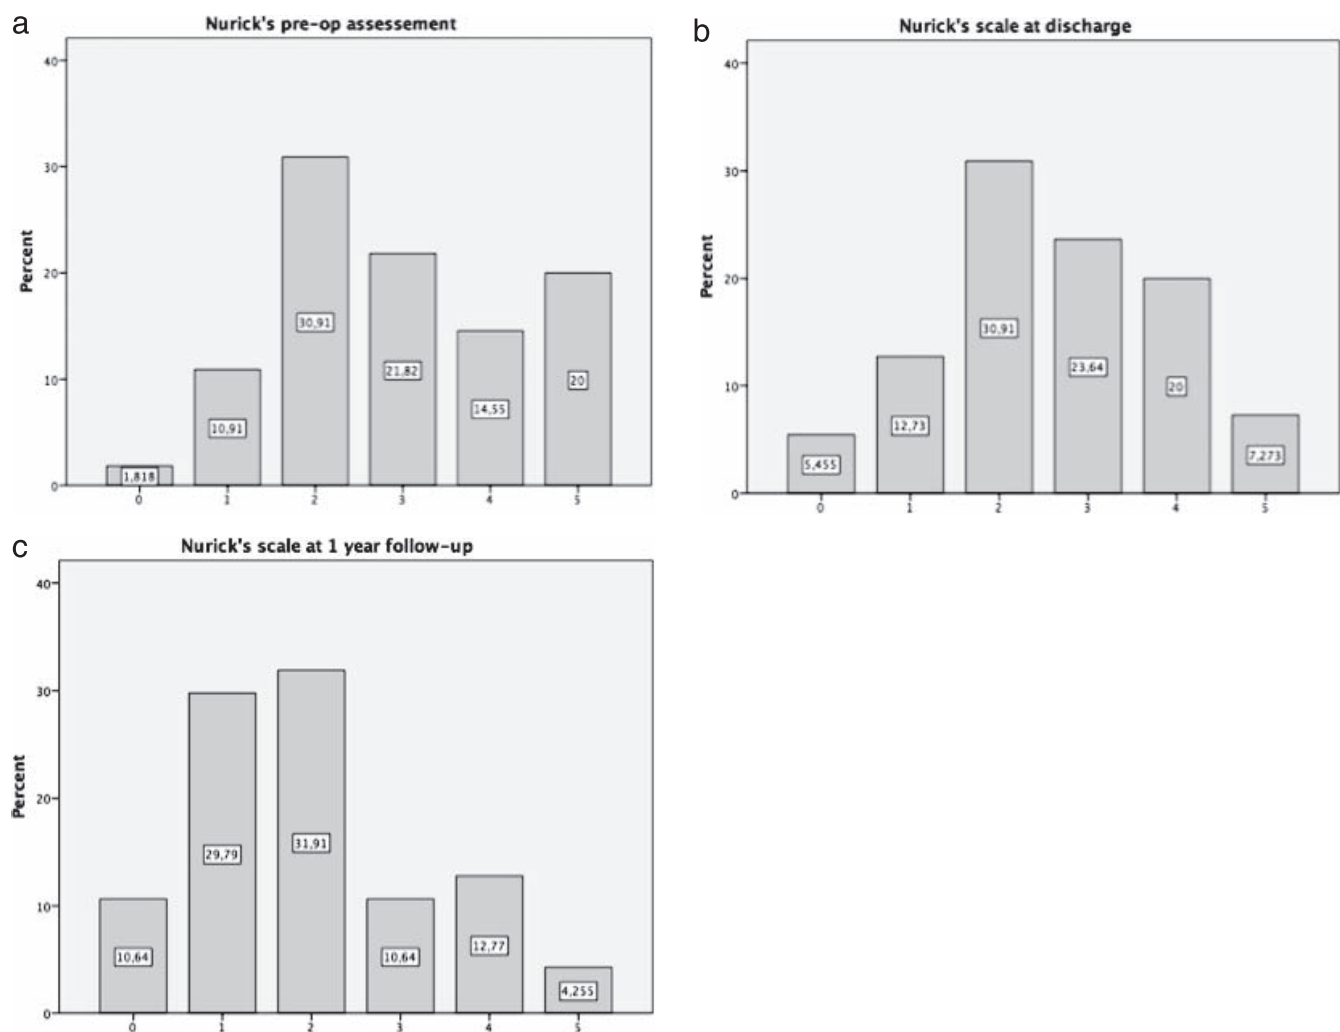 a
Nurick's pre-op assessement
Percent
40
30
20
10
0
1,818
10,91
30,91
21,82
14,55
20
0 1 2 3 4 5
b
Nurick's scale at discharge
Percent
40
30
20
10
0
5,455
12,73
30,91
23,64
20
7,273
0 1 2 3 4 5
c
Nurick's scale at 1 year follow-up
Percent
40
30
20
10
0
10,64
29,79
31,91
10,64
12,77
4,255
0 1 2 3 4 5